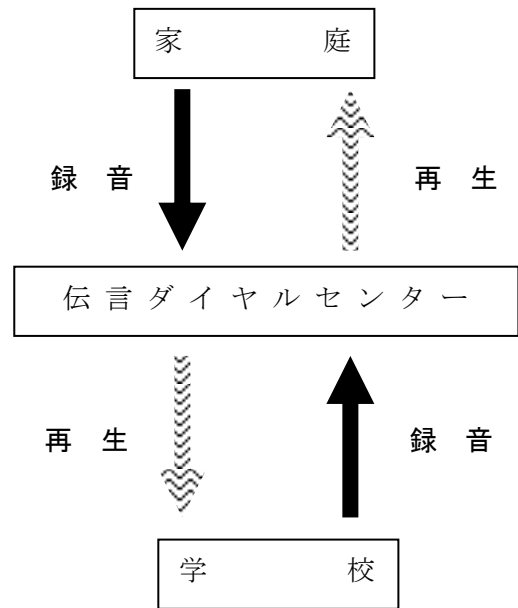 家 庭
録 音
再 生
伝 言 ダ イ ヤ ル セ ン タ ー
再 生
録 音
学 校